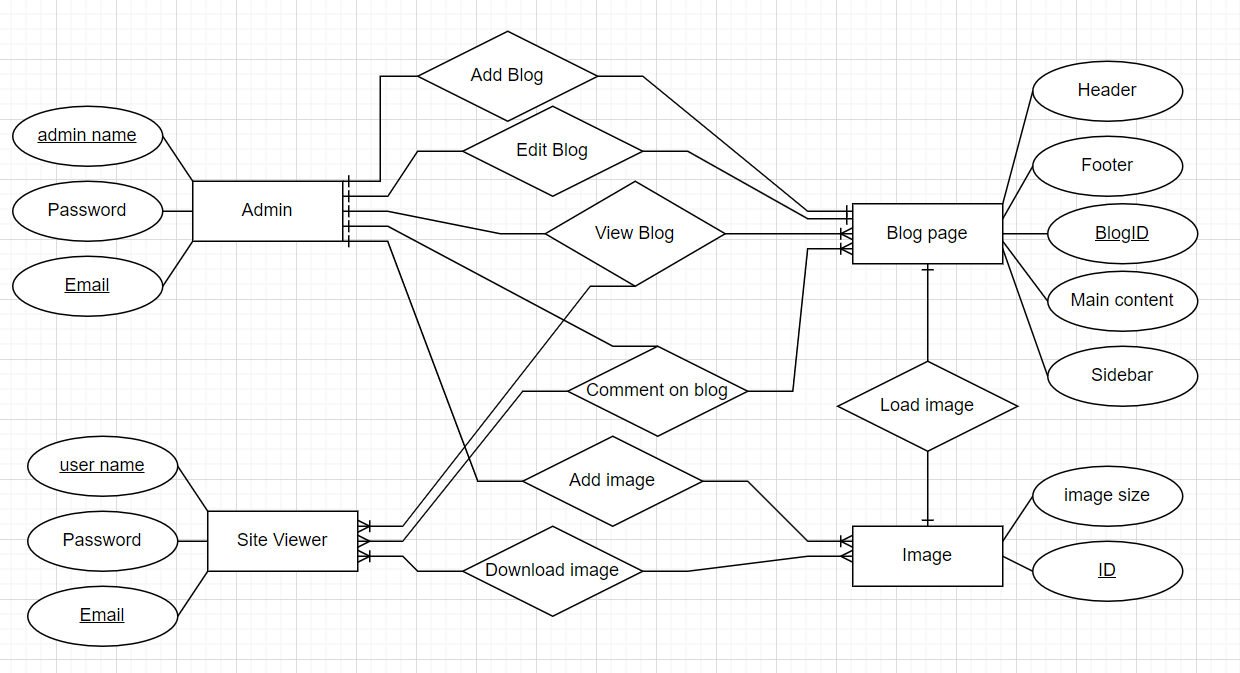 Add Blog
Header
admin name
Edit Blog
Footer
Password
Admin
View Blog
Blog page
BlogID
Email
Main content
Comment on blog
Load image
Sidebar
user name
Add image
image size
Password
Site Viewer
Download image
Image
ID
Email